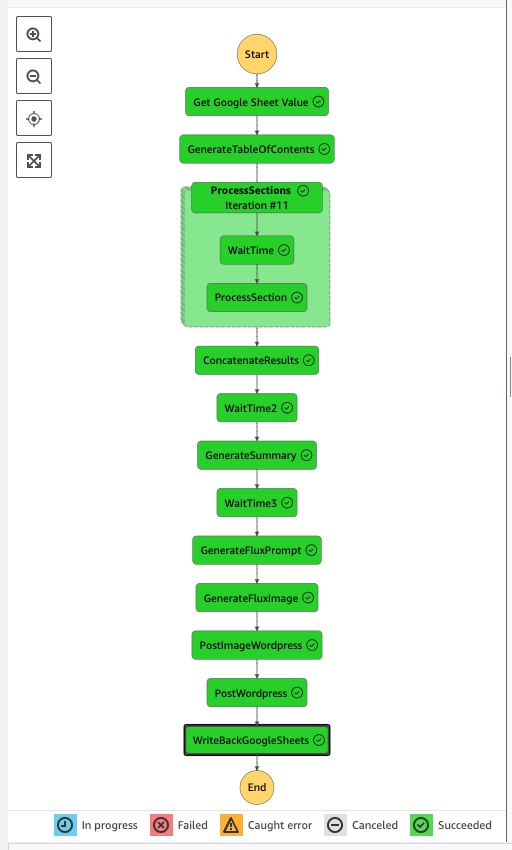 Start
Get Google Sheet Value
GenerateTableOfContents
ProcessSections
Iteration #11
WaitTime
ProcessSection
ConcatenateResults
WaitTime2
GenerateSummary
WaitTime3
GenerateFluxPrompt
GenerateFluxImage
PostImageWordpress
PostWordpress
WriteBackGoogleSheets
End
In progress Failed Caught error Canceled Succeeded